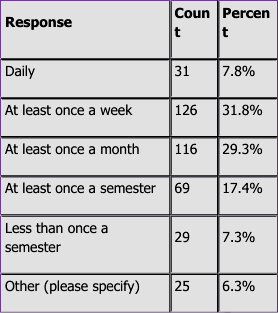 Response Coun Percen
t t
Daily 31 7.8%
At least once a week 126 31.8%
At least once a month 116 29.3%
At least once a semester 69 17.4%
Less than once a 29 7.3%
semester
Other (please specify) 25 6.3%